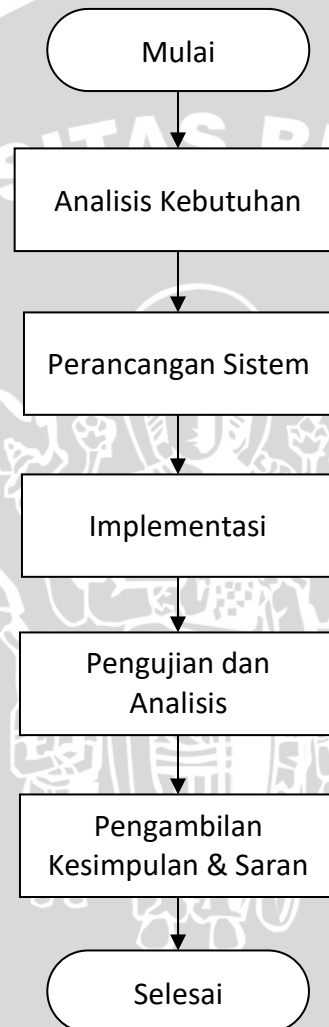 Mulai
Analisis Kebutuhan
Perancangan Sistem
Implementasi
Pengujian dan
Analisis
Pengambilan
Kesimpulan & Saran
Selesai